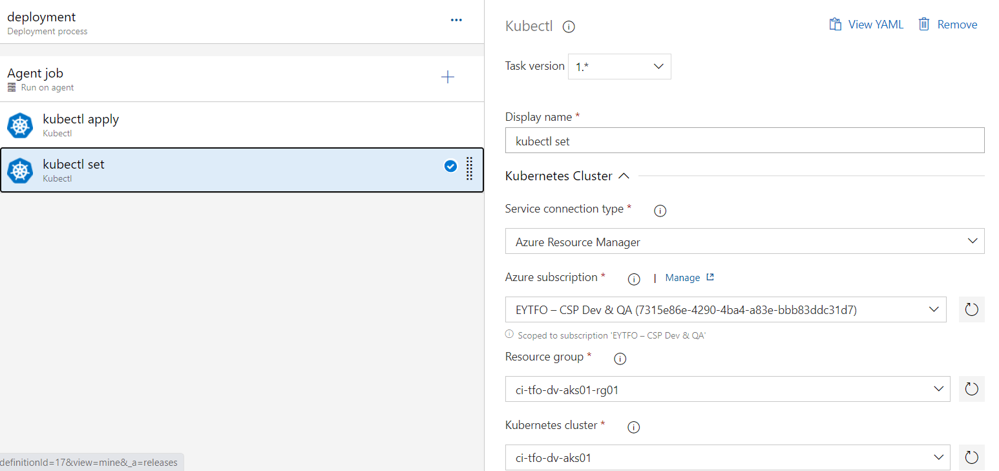 deployment
Deployment process
Agent job
Run on agent
kubectl apply
Kubectl
kubectl set
Kubectl
definitionId=17&view=mine&_a=releases
Kubectl
View YAML
Remove
Task version
1.*
Display name *
kubectl set
Kubernetes Cluster
Service connection type *
Azure Resource Manager
Azure subscription *
| Manage
EYTFO – CSP Dev & QA (7315e86e-4290-4ba4-a83e-bbb83ddc31d7)
Scoped to subscription 'EYTFO – CSP Dev & QA'
Resource group *
ci-tfo-dv-aks01-rg01
Kubernetes cluster *
ci-tfo-dv-aks01